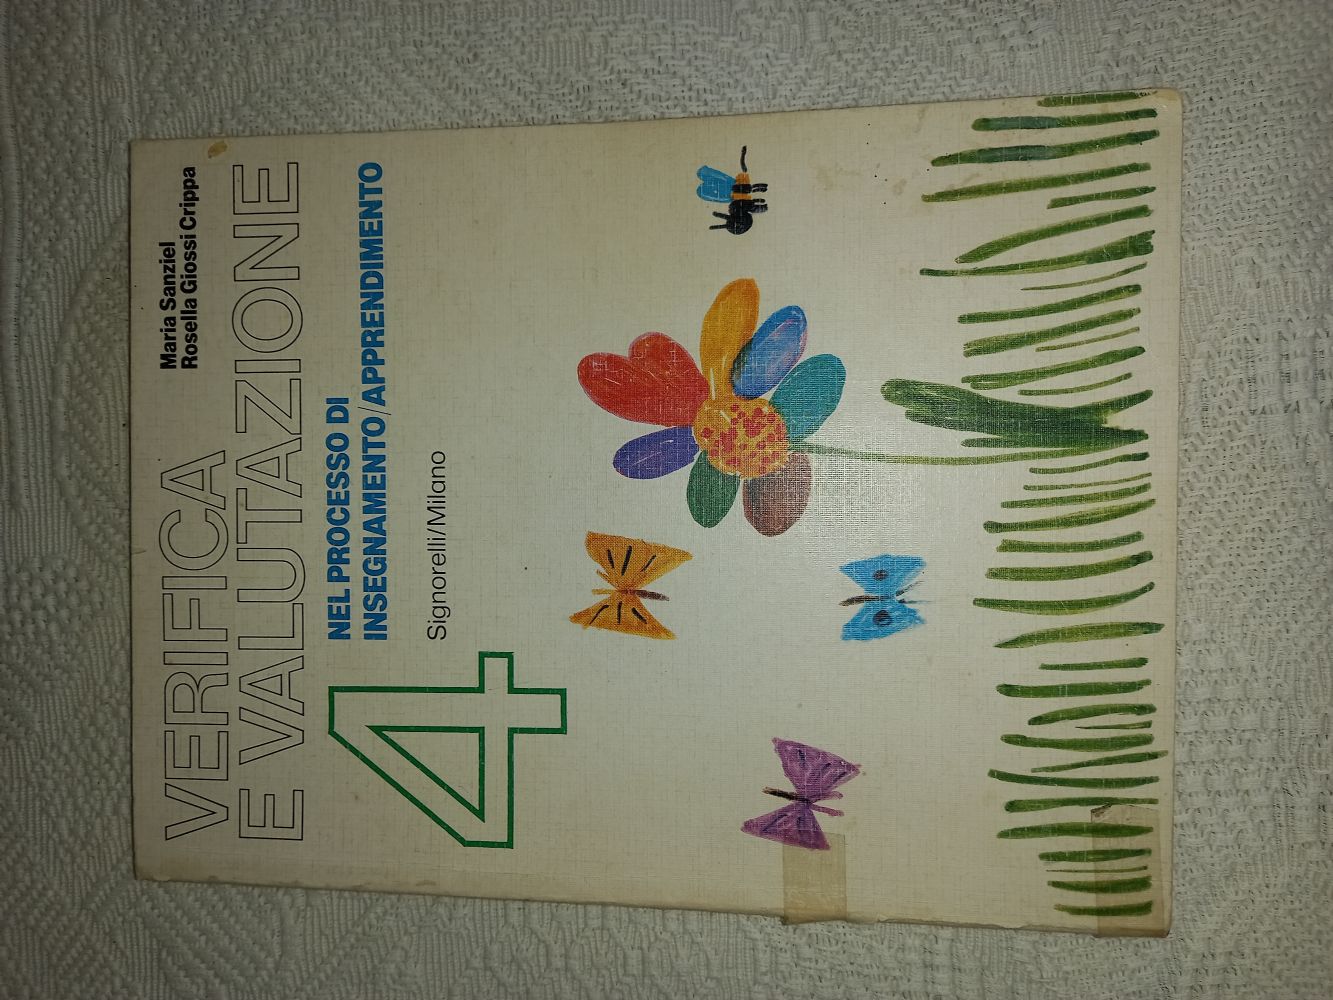 Maria Sanziel
Rosella Giossi Crippa
VERIFICA
E VALUTAZIONE
NEL PROCESSO DI
INSEGNAMENTO/APPRENDIMENTO
4
Signorelli/Milano